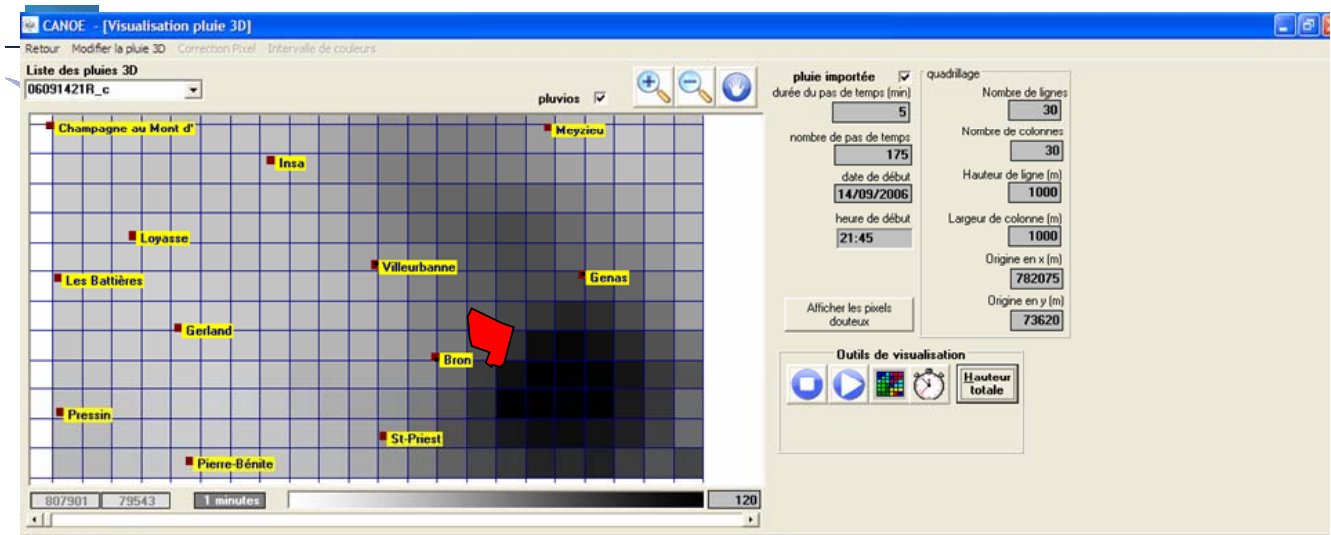 CANOE - [Visualisation pluie 3D]
Retour Modifier la pluie 3D Correction Pixel Intervalle de couleurs
Liste des pluies 3D
06091421R_c
pluvios
Champagne au Mont d'
Meyzieu
Insa
Loyasse
Villeurbanne
Genas
Les Battières
Gerland
Bron
Pressin
St-Priest
Pierre-Bénite
807901 79543 1 minutes 120
pluie importée
durée du pas de temps (min)
5
nombre de pas de temps
175
date de début
14/09/2006
heure de début
21:45
Afficher les pixels
douteux
quadrillage
Nombre de lignes
30
Nombre de colonnes
30
Hauteur de ligne (m)
1000
Largeur de colonne (m)
1000
Origine en x (m)
782075
Origine en y (m)
73620
Outils de visualisation
Hauteur
totale